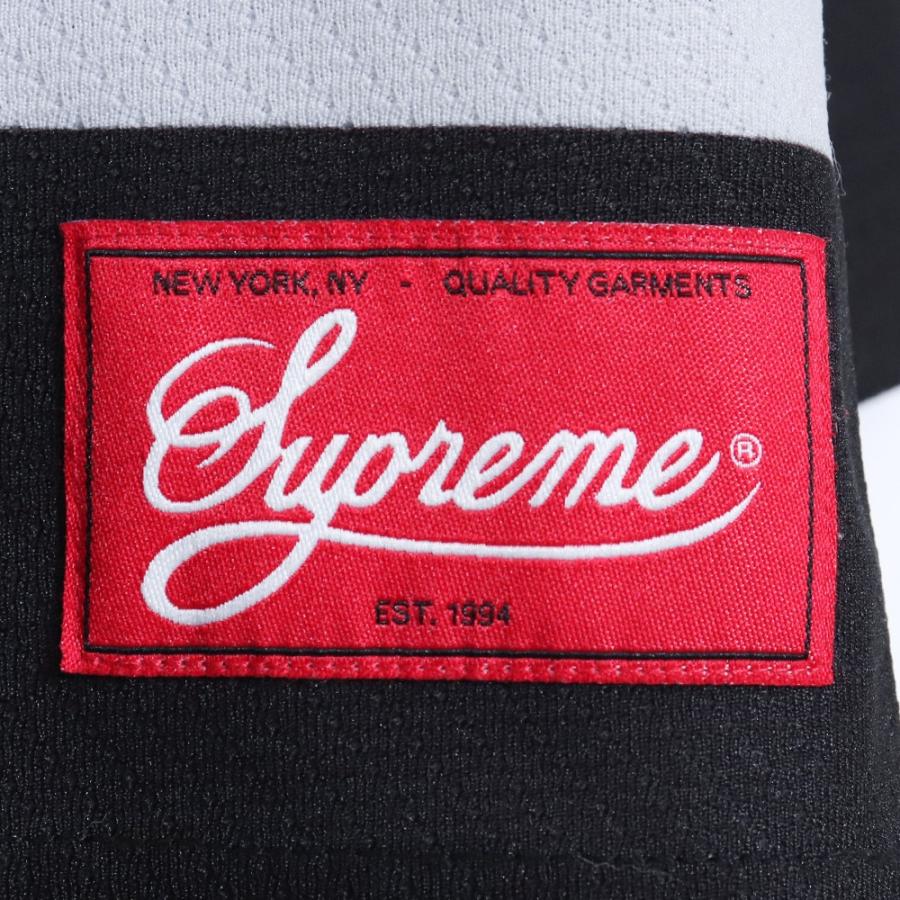 NEW YORK, NY - QUALITY GARMENTS
Supreme®
EST. 1994